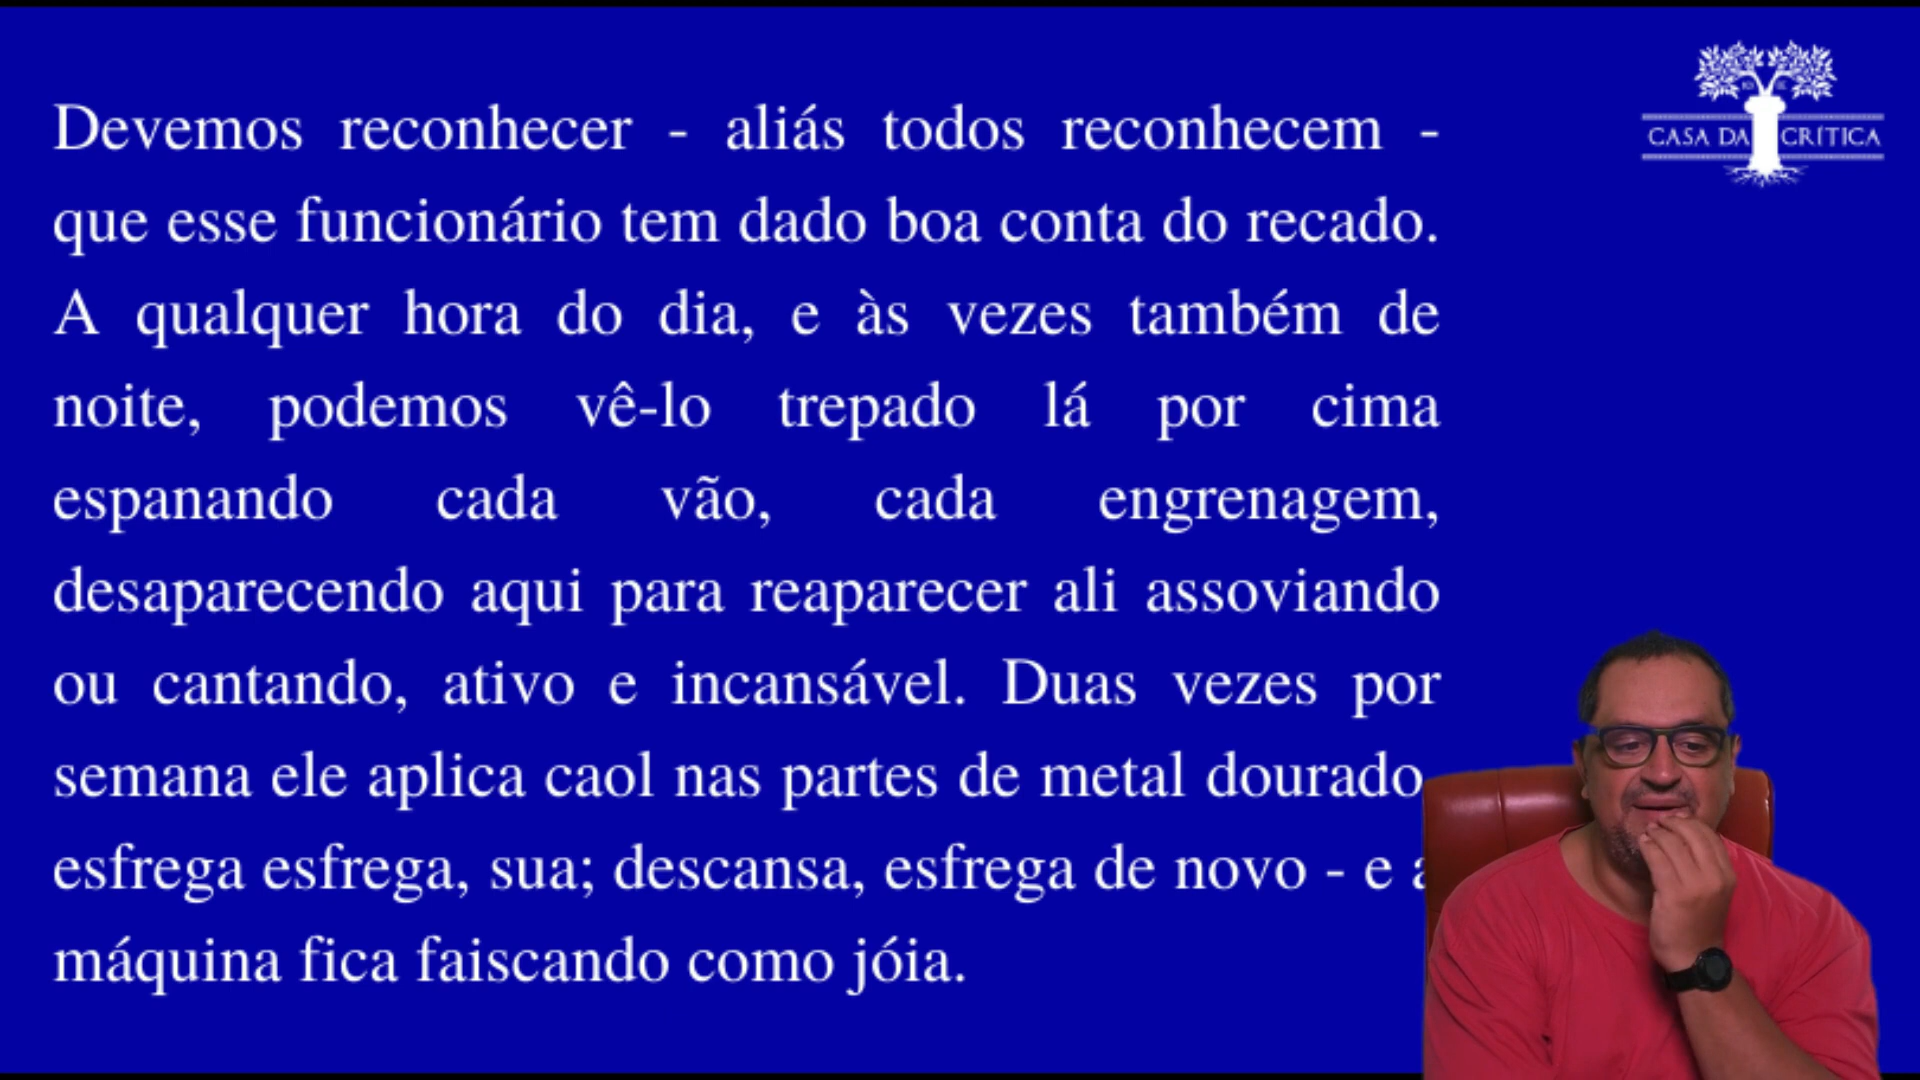 Devemos reconhecer - aliás todos reconhecem -
que esse funcionário tem dado boa conta do recado.
A qualquer hora do dia, e às vezes também de
noite, podemos vê-lo trepado lá por cima
espanando cada vão, cada engrenagem,
desaparecendo aqui para reaparecer ali assoviando
ou cantando, ativo e incansável. Duas vezes por
semana ele aplica caol nas partes de metal dourado,
esfrega esfrega, sua; descansa, esfrega de novo - e a
máquina fica faiscando como jóia.
CASA DA CRÍTICA